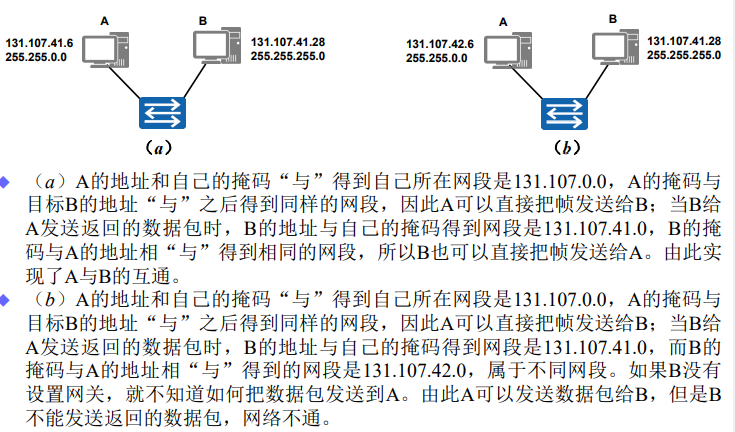 A
B
131.107.41.6
255.255.0.0
131.107.41.28
255.255.255.0
(a)
A
B
131.107.42.6
255.255.0.0
131.107.41.28
255.255.255.0
(b)
(a)A的地址和自己的掩码“与”得到自己所在网段是131.107.0.0，A的掩码与
目标B的地址“与”之后得到同样的网段，因此A可以直接把帧发送给B；当B给
A发送返回的数据包时，B的地址与自己的掩码得到网段是131.107.41.0，B的掩
码与A的地址相“与”得到相同的网段，所以B也可以直接把帧发送给A。由此实
现了A与B的互通。
(b)A的地址和自己的掩码“与”得到自己所在网段是131.107.0.0，A的掩码与
目标B的地址“与”之后得到同样的网段，因此A可以直接把帧发送给B；当B给
A发送返回的数据包时，B的地址与自己的掩码得到网段是131.107.41.0，而B的
掩码与A的地址相“与”得到的网段是131.107.42.0，属于不同网段。如果B没有
设置网关，就不知道如何把数据包发送到A。由此A可以发送数据包给B，但是B
不能发送返回的数据包，网络不通。